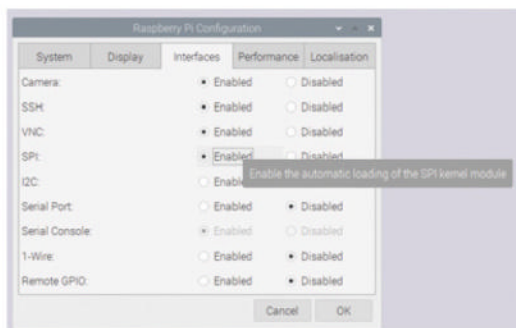 Raspberry Pi Configuration
System Display Interfaces Performance Localisation
Camera: Enabled Disabled
SSH: Enabled Disabled
VNC: Enabled Disabled
SPI: Enabled Disabled
Enable the automatic loading of the SPI kernel module
I2C: Enabl
Serial Port: Enabled Disabled
Serial Console: Enabled Disabled
1-Wire: Enabled Disabled
Remote GPIO: Enabled Disabled
Cancel OK